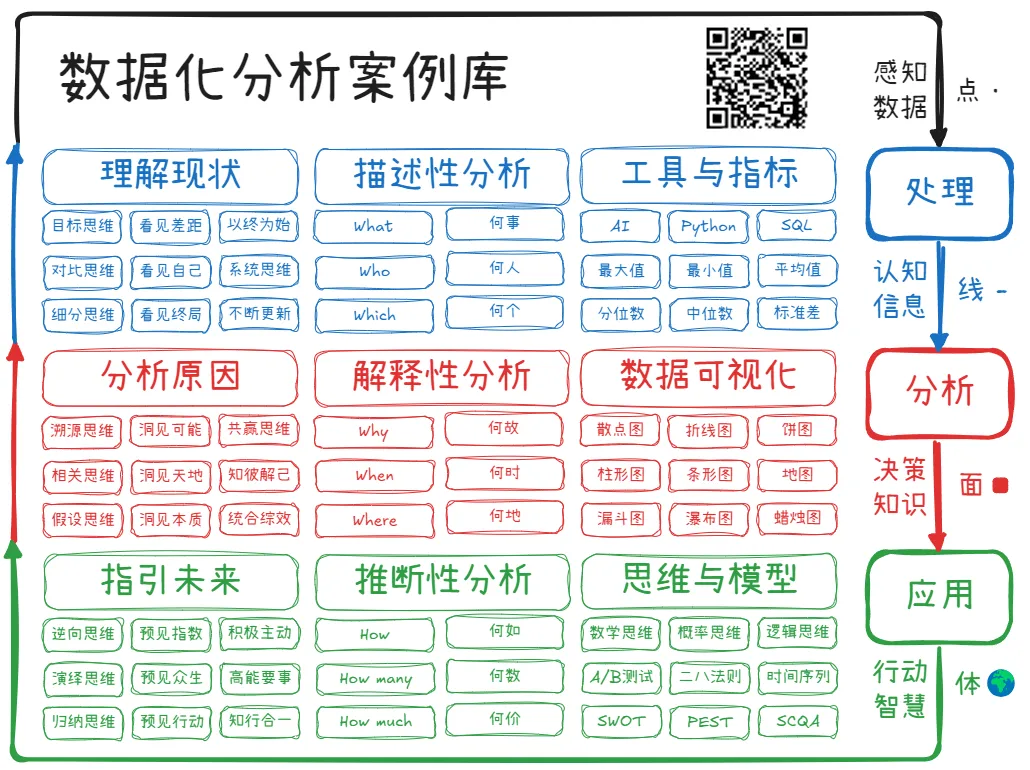 数据化分析案例库
感知
数据
点 ·
理解现状 描述性分析 工具与指标
处理
目标思维 看见差距 以终为始 What 何事 AI Python SQL
对比思维 看见自己 系统思维 Who 何人 最大值 最小值 平均值
细分思维 看见终局 不断更新 Which 何个 分位数 中位数 标准差
认知
信息
线 -
分析原因 解释性分析 数据可视化
分析
溯源思维 洞见可能 共赢思维 Why 何故 散点图 折线图 饼图
相关思维 洞见天地 知彼解己 When 何时 柱形图 条形图 地图
假设思维 洞见本质 统合综效 Where 何地 漏斗图 瀑布图 蜡烛图
决策
知识
面
指引未来 推断性分析 思维与模型
应用
逆向思维 预见指数 积极主动 How 何如 数学思维 概率思维 逻辑思维
演绎思维 预见众生 高能要事 How many 何数 A/B测试 二八法则 时间序列
归纳思维 预见行动 知行合一 How much 何价 SWOT PEST SCQA
行动
智慧
体